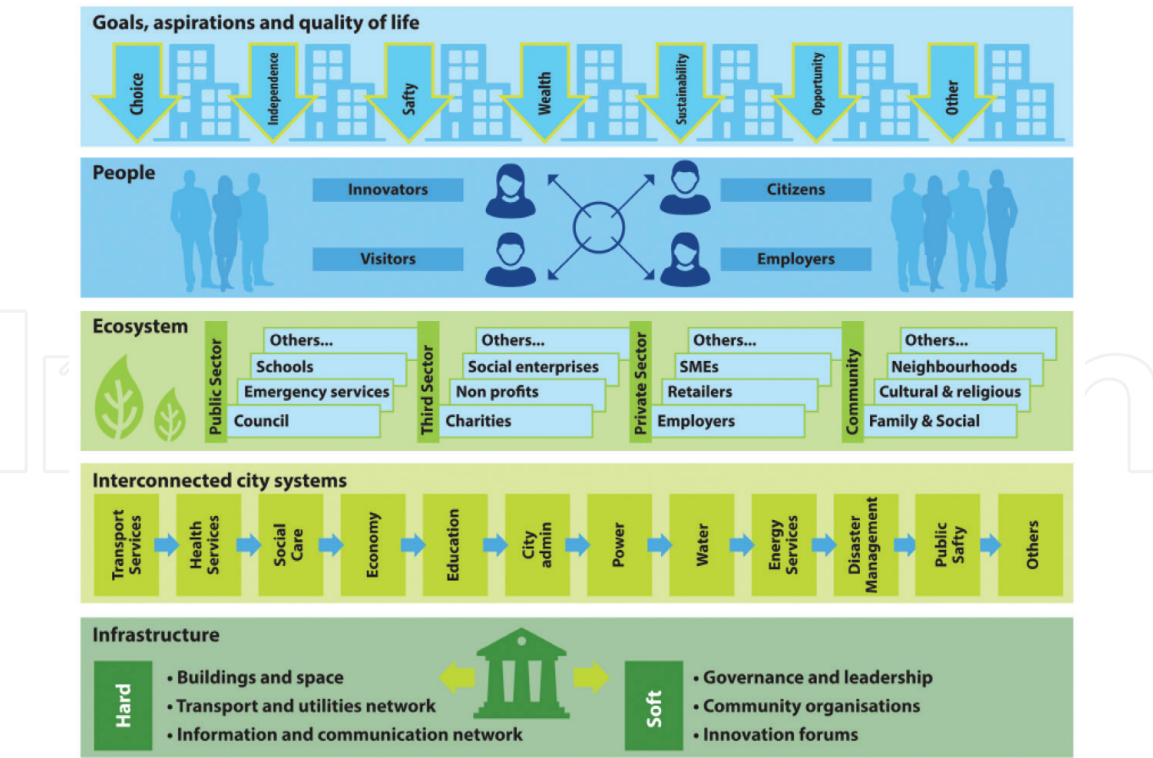 Goals, aspirations and quality of life
Choice
Independence
Safty
Wealth
Sustainability
Opportunity
Other
People
Innovators
Citizens
Visitors
Employers
Ecosystem
Public Sector
Others...
Schools
Emergency services
Council
Third Sector
Others...
Social enterprises
Non profits
Charities
Private Sector
Others...
SMEs
Retailers
Employers
Community
Others...
Neighbourhoods
Cultural & religious
Family & Social
Interconnected city systems
Transport
Services
Health
Services
Social
Care
Economy
Education
City
admin
Power
Water
Energy
Services
Disaster
Management
Public
Safty
Others
Infrastructure
Hard
• Buildings and space
• Transport and utilities network
• Information and communication network
Soft
• Governance and leadership
• Community organisations
• Innovation forums